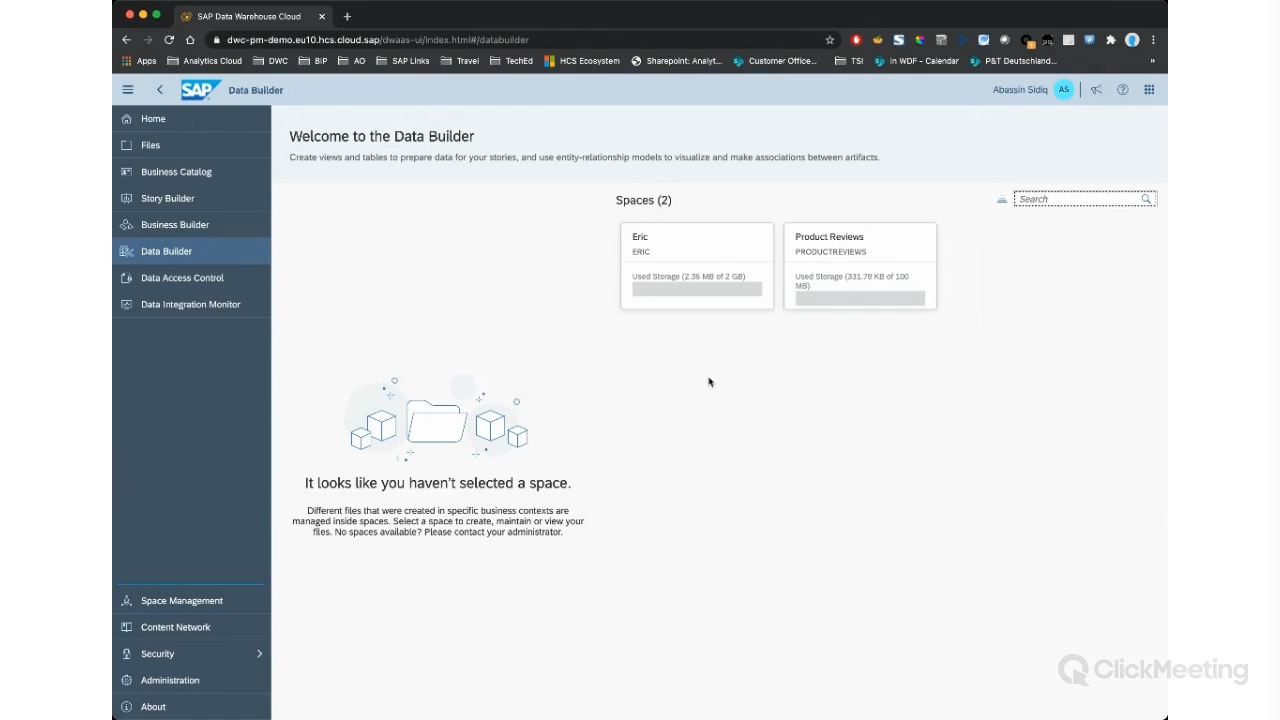 SAP Data Warehouse Cloud
dwc-pm-demo.eu10.hcs.cloud.sap/dwaas-ui/index.html#/databuilder
Apps
Analytics Cloud
DWC
BIP
AO
SAP Links
Travel
TechEd
HCS Ecosystem
Sharepoint: Analyt...
Customer Office...
TSI
in WDF - Calendar
P&T Deutschland...
SAP
Data Builder
Abassin Sidiq
AS
Home
Files
Business Catalog
Story Builder
Business Builder
Data Builder
Data Access Control
Data Integration Monitor
Space Management
Content Network
Security
Administration
About
Welcome to the Data Builder
Create views and tables to prepare data for your stories, and use entity-relationship models to visualize and make associations between artifacts.
Spaces (2)
Search
Eric
ERIC
Used Storage (2.36 MB of 2 GB)
Product Reviews
PRODUCTREVIEWS
Used Storage (331.78 KB of 100
MB)
It looks like you haven't selected a space.
Different files that were created in specific business contexts are
managed inside spaces. Select a space to create, maintain or view your
files. No spaces available? Please contact your administrator.
ClickMeeting